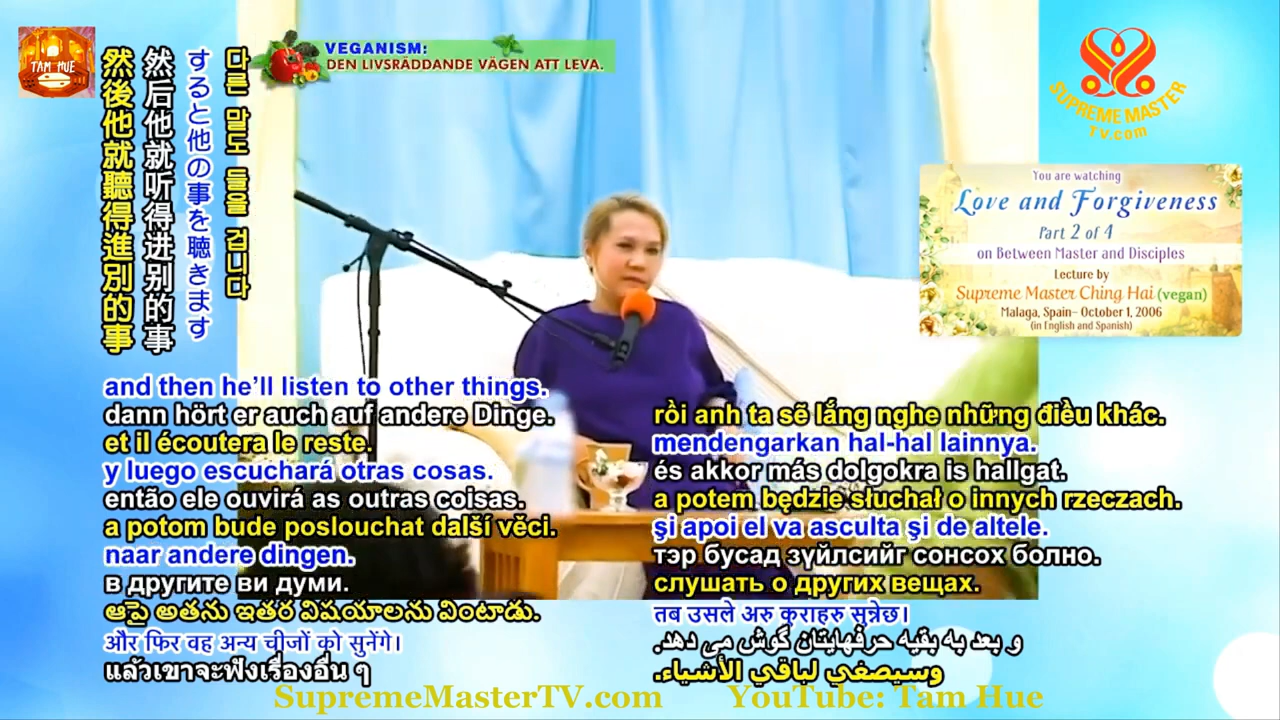 TAM HUE
VEGANISM:
DEN LIVSRÄDDANDE VÄGEN ATT LEVA.
SUPREME MASTER
TV.com
You are watching
Love and Forgiveness
Part 2 of 4
on Between Master and Disciples
Lecture by
Supreme Master Ching Hai (vegan)
Malaga, Spain– October 1, 2006
(in English and Spanish)
다른 말도 들을 겁니다
すると他の事を聴きます
然后他就听得进别的事
然後他就聽得進別的事
and then he’ll listen to other things.
dann hört er auch auf andere Dinge.
et il écoutera le reste.
y luego escuchará otras cosas.
então ele ouvirá as outras coisas.
a potom bude poslouchat další věci.
naar andere dingen.
в другите ви думи.
ఆపై అతను ఇతర విషయాలను వింటాడు.
और फिर वह अन्य चीजों को सुनेंगे।
แล้วเขาจะฟังเรื่องอื่น ๆ
rồi anh ta sẽ lắng nghe những điều khác.
mendengarkan hal-hal lainnya.
és akkor más dolgokra is hallgat.
a potem będzie słuchał o innych rzeczach.
şi apoi el va asculta şi de altele.
тэр бусад зүйлсийг сонсох болно.
слушать о других вещах.
तब उसले अरु कुराहरु सुन्नेछ।
و بعد به بقیه حرفهایتان گوش می دهد.
وسيصغي لباقي الأشياء.
SupremeMasterTV.com
YouTube: Tam Hue